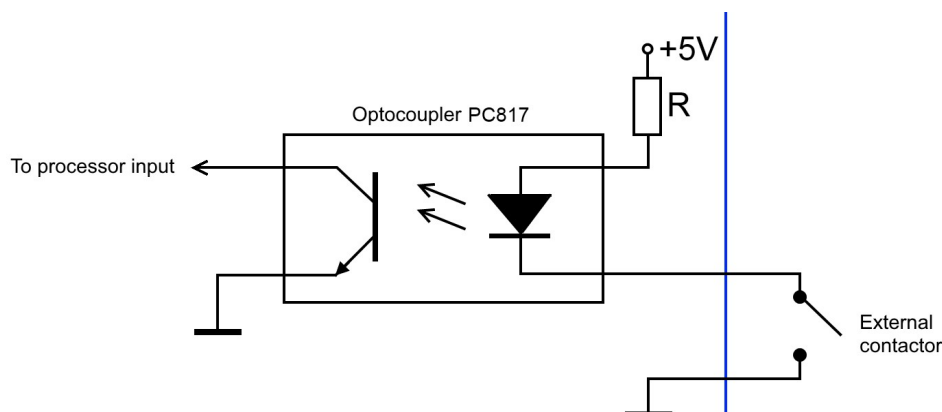 +5V
R
Optocoupler PC817
To processor input
External
contactor